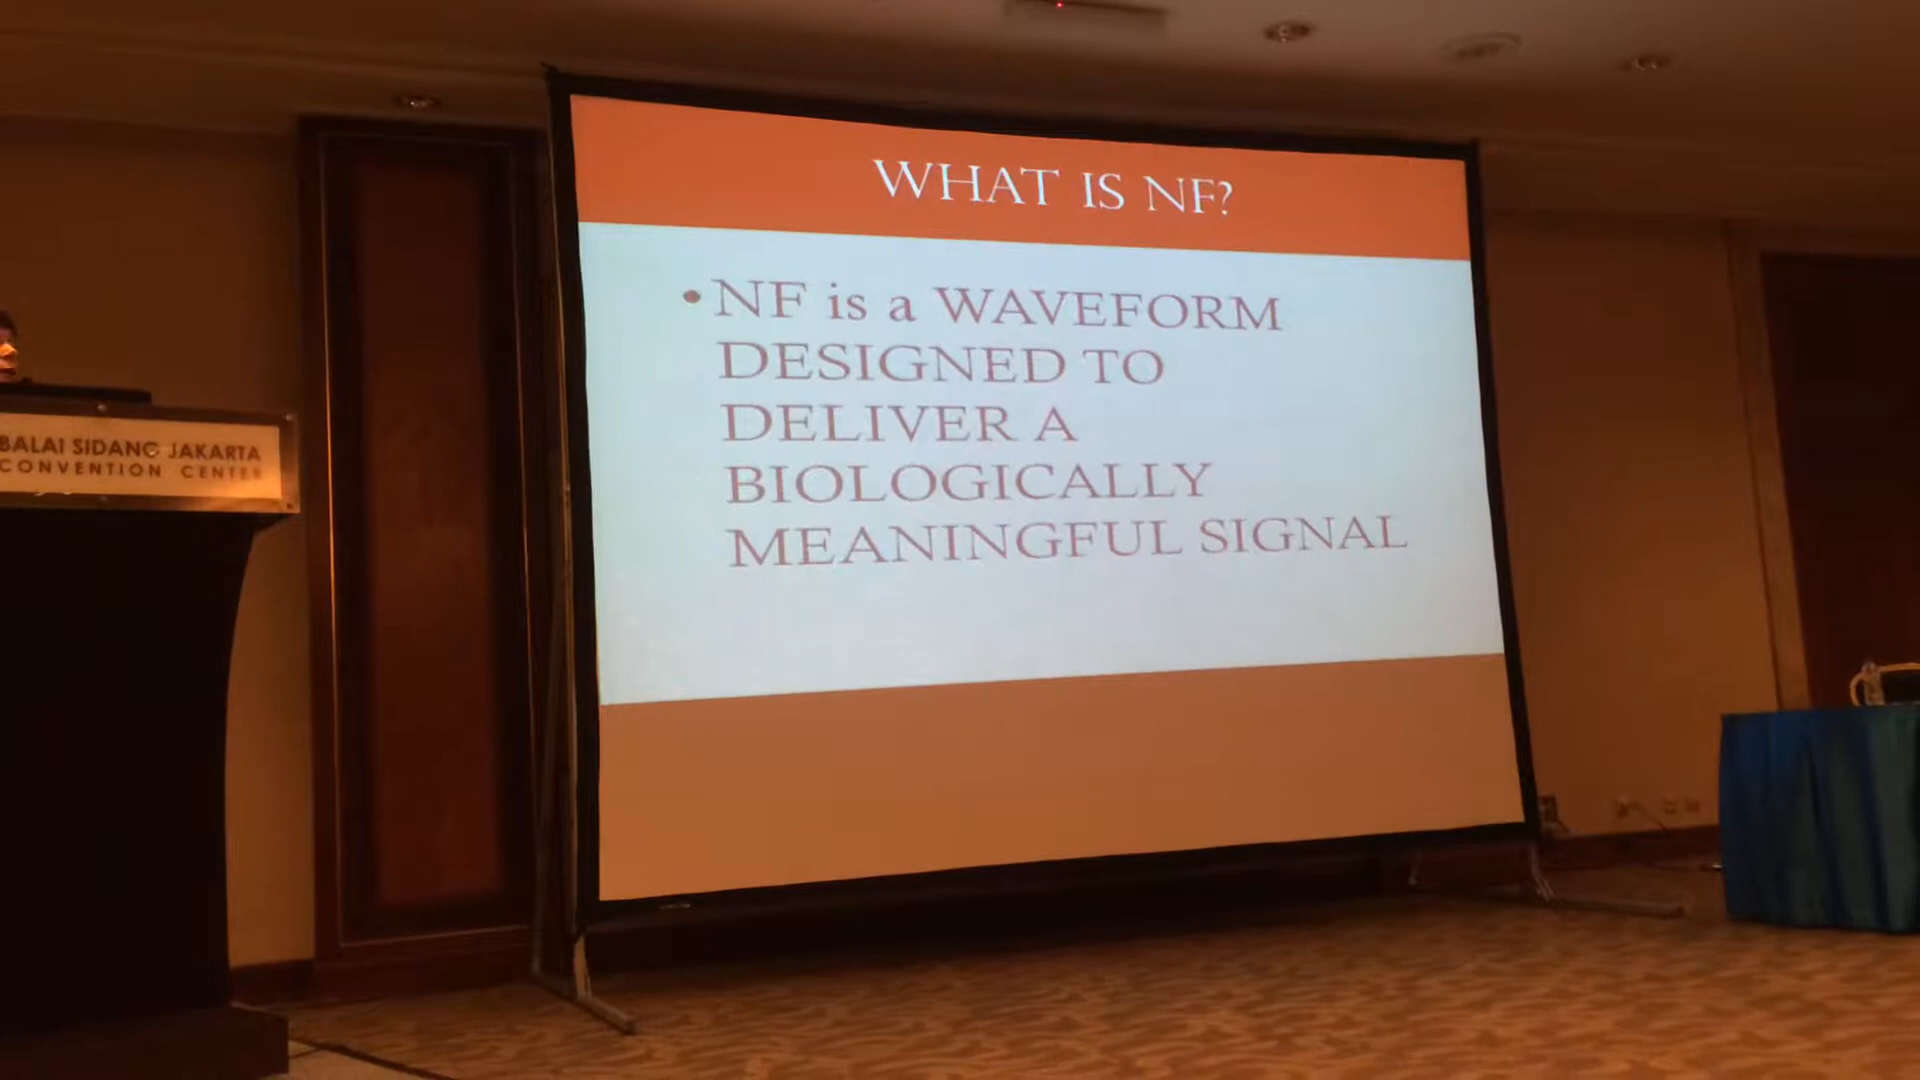 WHAT IS NF?
• NF is a WAVEFORM
DESIGNED TO
DELIVER A
BIOLOGICALLY
MEANINGFUL SIGNAL
BALAI SIDANG JAKARTA
CONVENTION CENTER